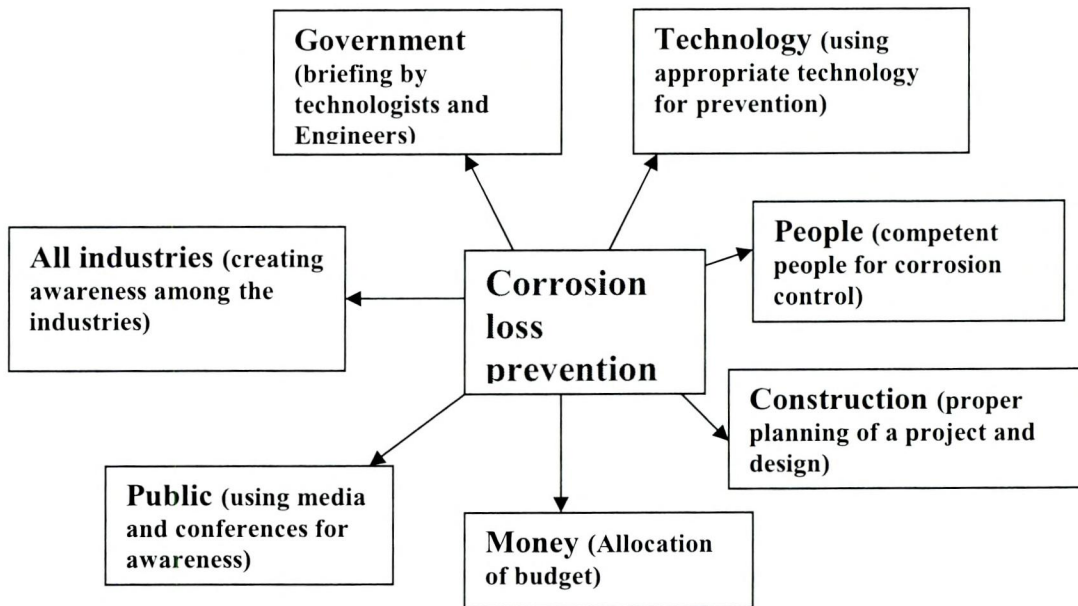 Government
(briefing by
technologists and
Engineers)
Technology (using
appropriate technology
for prevention)
All industries (creating
awareness among the
industries)
Corrosion
loss
prevention
People (competent
people for corrosion
control)
Construction (proper
planning of a project and
design)
Public (using media
and conferences for
awareness)
Money (Allocation
of budget)